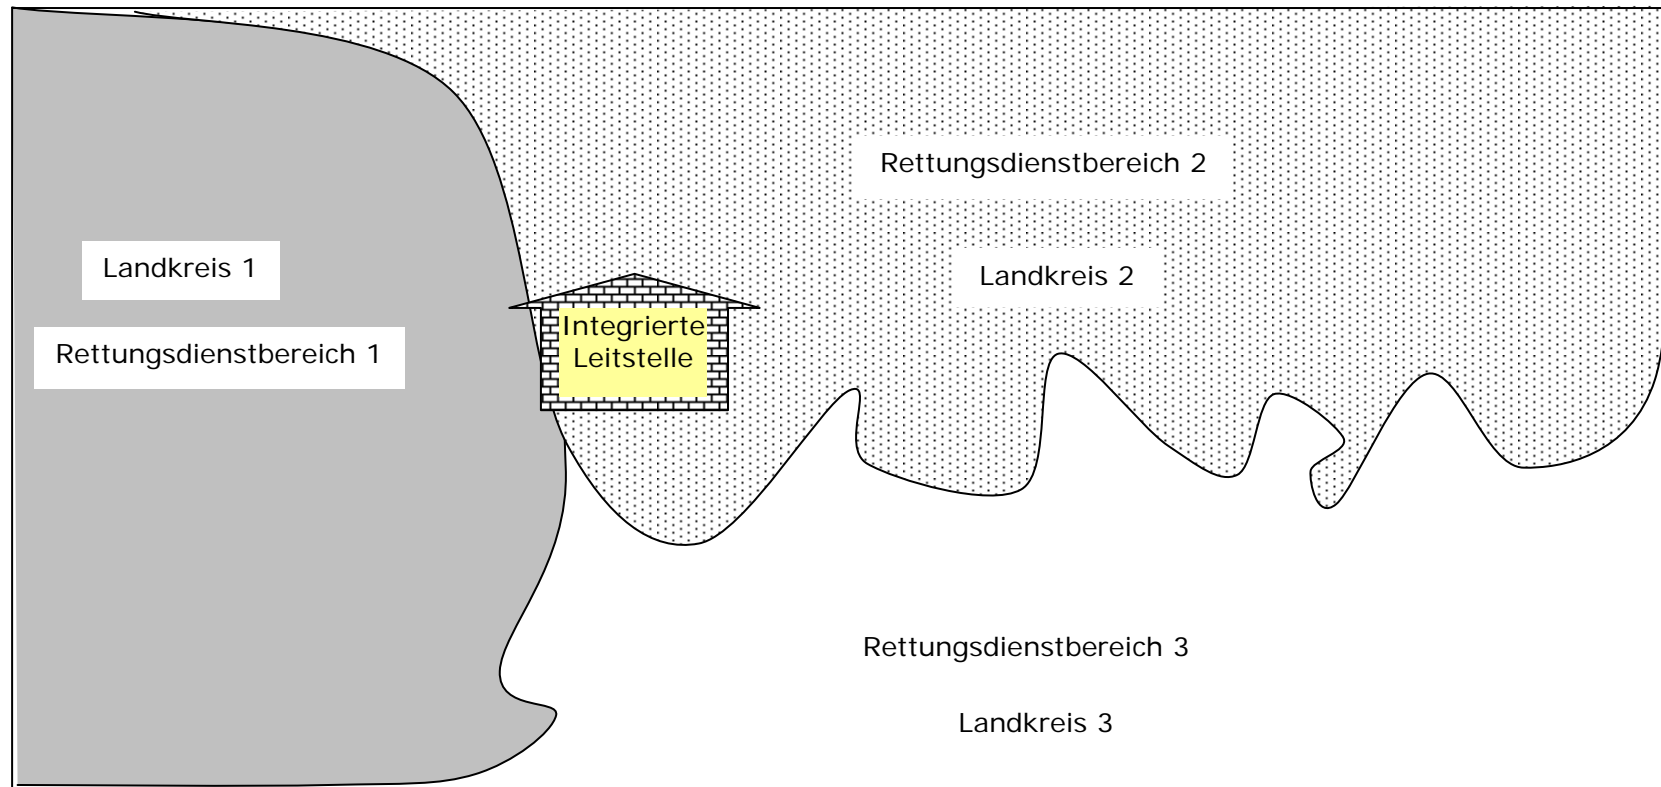 Rettungsdienstbereich 2
Landkreis 1
Landkreis 2
Integrierte
Leitstelle
Rettungsdienstbereich 1
Rettungsdienstbereich 3
Landkreis 3